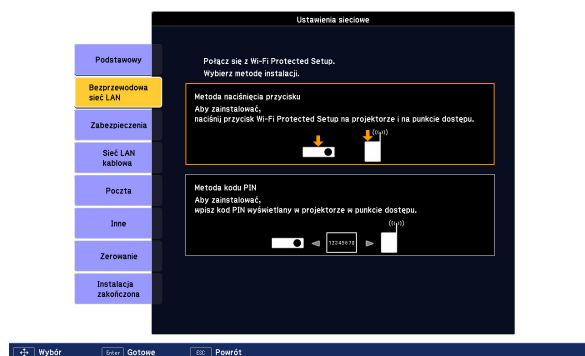 Ustawienia sieciowe
Podstawowy
Bezprzewodowa
sieć LAN
Zabezpieczenia
Sieć LAN
kablowa
Poczta
Inne
Zerowanie
Instalacja
zakończona
Połącz się z Wi-Fi Protected Setup.
Wybierz metodę instalacji.
Metoda naciśnięcia przycisku
Aby zainstalować,
naciśnij przycisk Wi-Fi Protected Setup na projektorze i na punkcie dostępu.
Metoda kodu PIN
Aby zainstalować,
wpisz kod PIN wyświetlany w projektorze w punkcie dostępu.
12345678
Wybór
Enter Gotowe
ESC Powrót